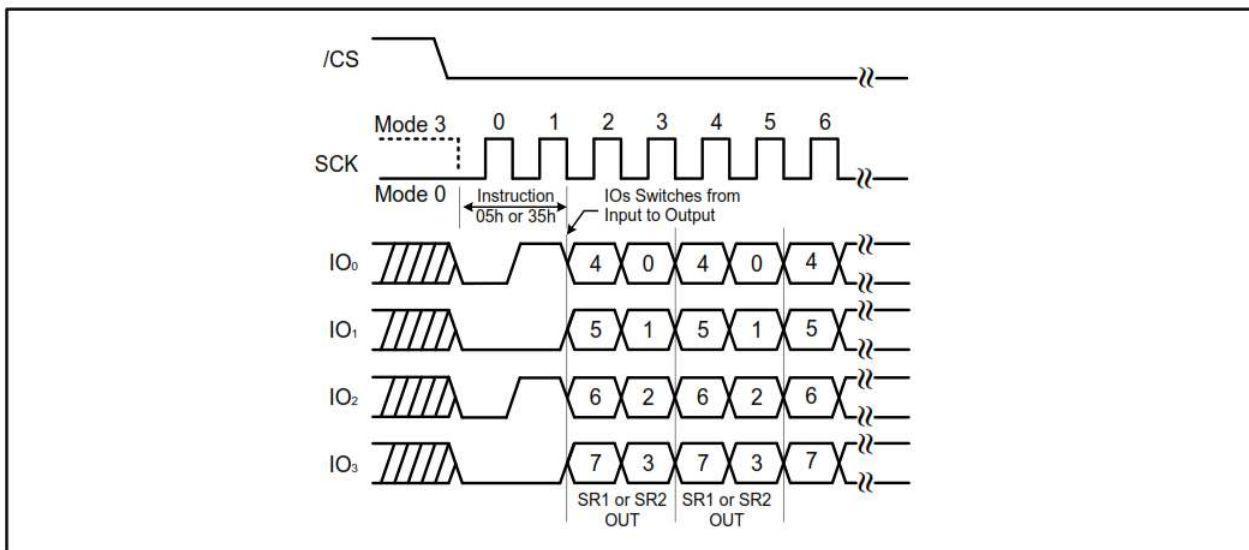 /CS
Mode 3 0 1 2 3 4 5 6
SCK
Mode 0
Instruction
05h or 35h
IOs Switches from
Input to Output
IO₀ 4 0 4 0 4
IO₁ 5 1 5 1 5
IO₂ 6 2 6 2 6
IO₃ 7 3 7 3 7
SR1 or SR2 SR1 or SR2
OUT OUT